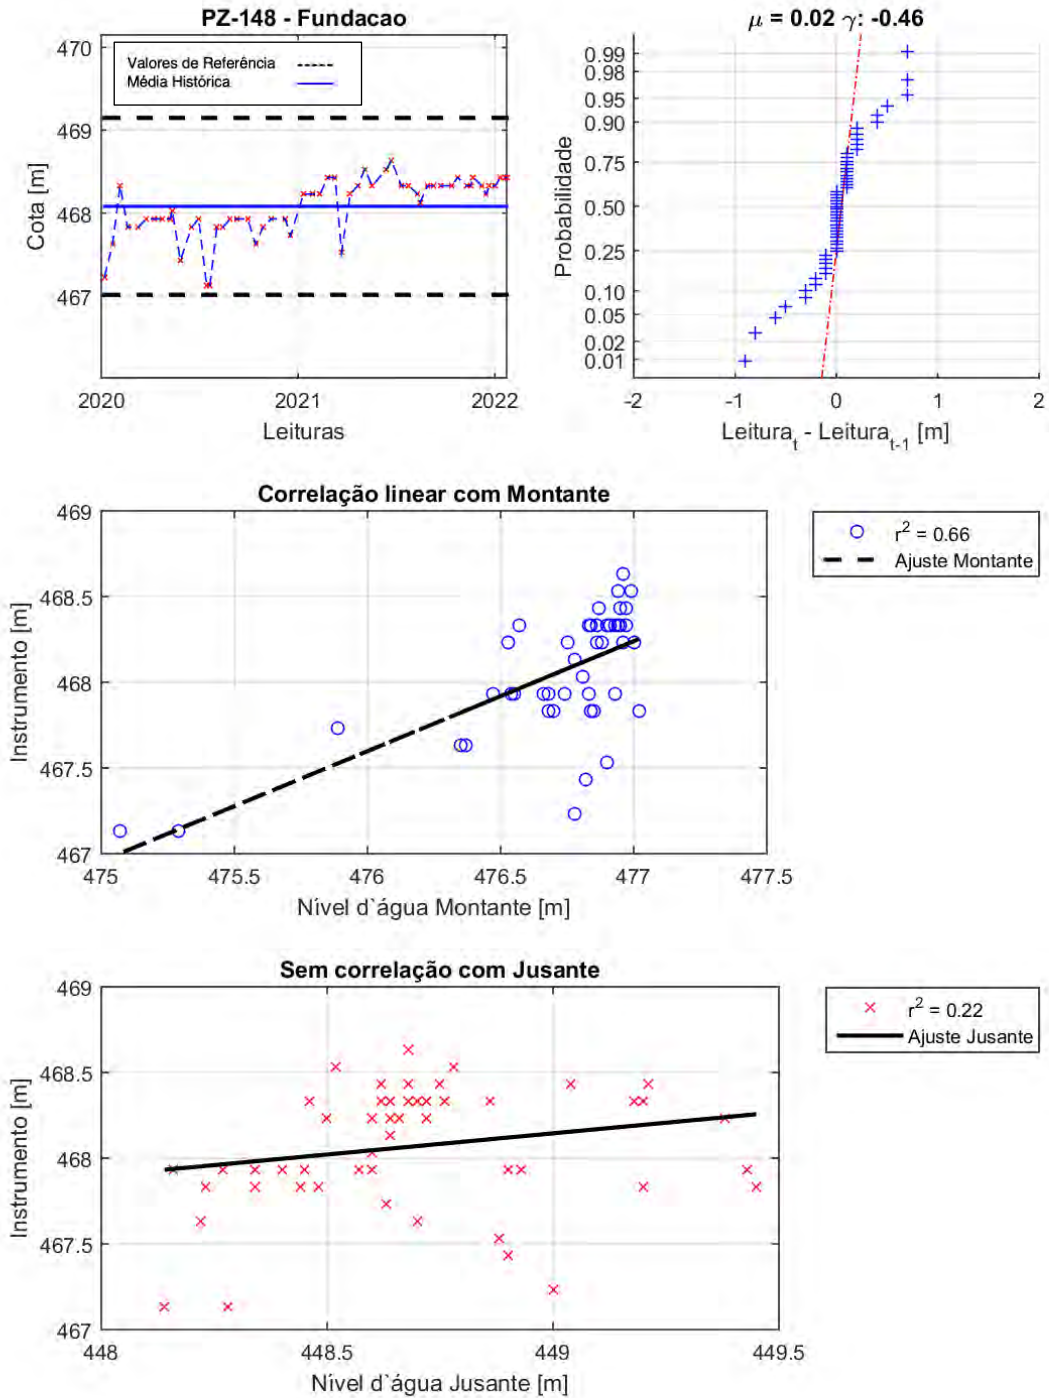 PZ-148 - Fundacao
Valores de Referência
Média Histórica
Cota [m]
470
469
468
467
2020
2021
2022
Leituras
μ = 0.02 γ: -0.46
Probabilidade
0.99
0.98
0.95
0.90
0.75
0.50
0.25
0.10
0.05
0.02
0.01
-2
-1
0
1
2
Leitura_t - Leitura_t-1 [m]
Correlação linear com Montante
Instrumento [m]
469
468.5
468
467.5
467
475
475.5
476
476.5
477
477.5
Nível d`água Montante [m]
r² = 0.66
Ajuste Montante
Sem correlação com Jusante
Instrumento [m]
469
468.5
468
467.5
467
448
448.5
449
449.5
Nível d`água Jusante [m]
r² = 0.22
Ajuste Jusante